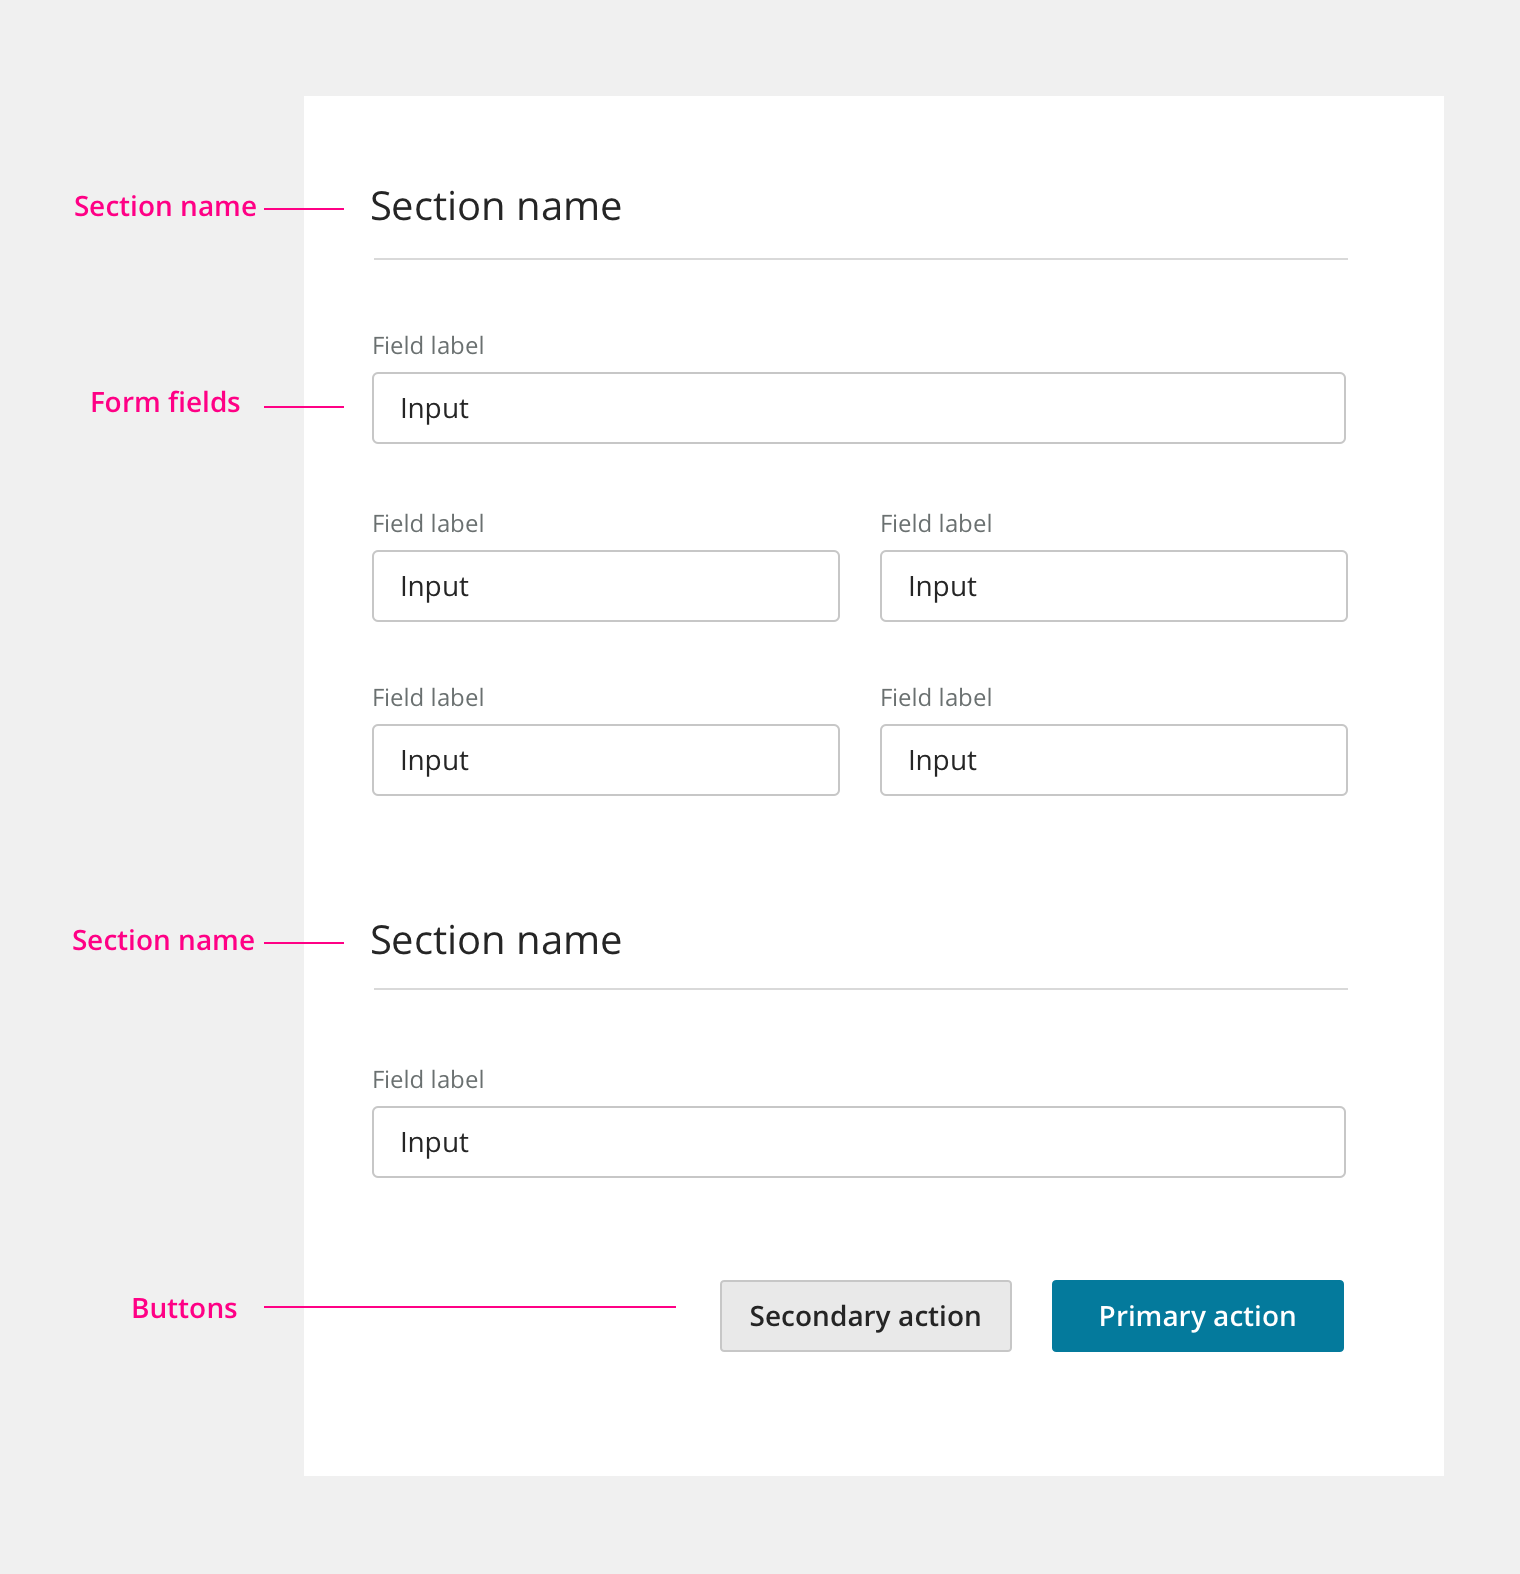 Section name
Section name
Field label
Form fields
Input
Field label
Field label
Input
Input
Field label
Field label
Input
Input
Section name
Section name
Field label
Input
Buttons
Secondary action
Primary action